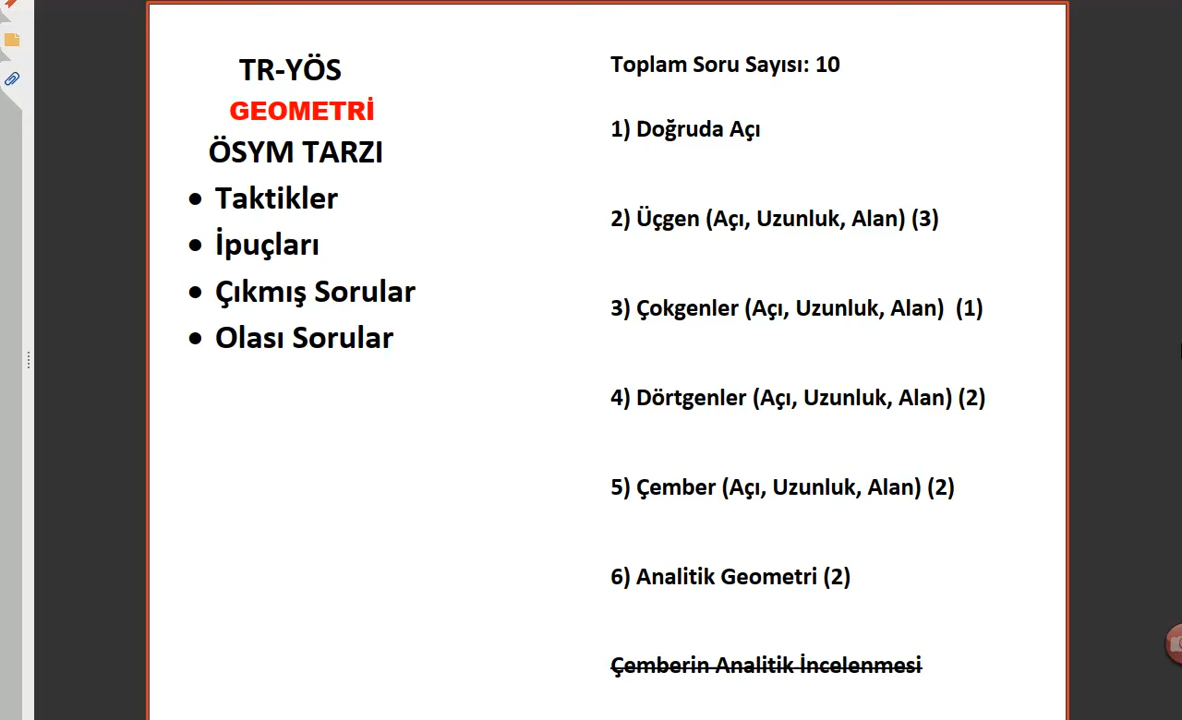 TR-YÖS
GEOMETRİ
ÖSYM TARZI
• Taktikler
• İpuçları
• Çıkmış Sorular
• Olası Sorular
Toplam Soru Sayısı: 10
1) Doğruda Açı
2) Üçgen (Açı, Uzunluk, Alan) (3)
3) Çokgenler (Açı, Uzunluk, Alan) (1)
4) Dörtgenler (Açı, Uzunluk, Alan) (2)
5) Çember (Açı, Uzunluk, Alan) (2)
6) Analitik Geometri (2)
Çemberin Analitik İncelenmesi